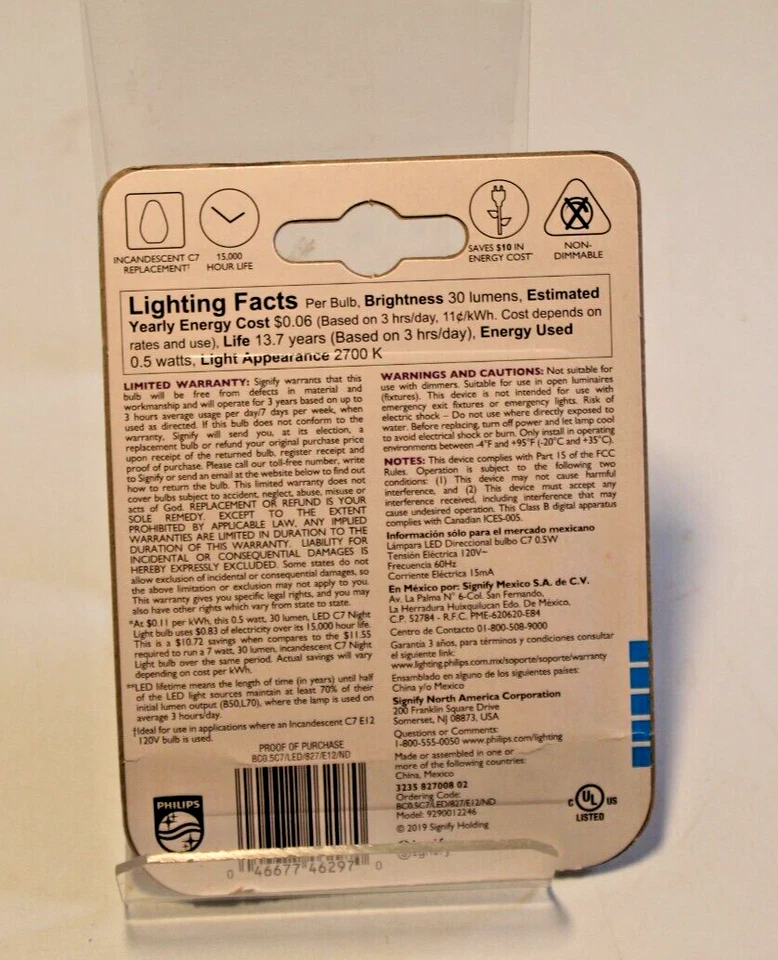 INCANDESCENT C7
REPLACEMENT†
15,000
HOUR LIFE
SAVES $10 IN
ENERGY COST*
NON-
DIMMABLE
Lighting Facts Per Bulb, Brightness 30 lumens, Estimated
Yearly Energy Cost $0.06 (Based on 3 hrs/day, 11¢/kWh. Cost depends on
rates and use), Life 13.7 years (Based on 3 hrs/day), Energy Used
0.5 watts, Light Appearance 2700 K
LIMITED WARRANTY: Signify warrants that this
bulb will be free from defects in material and
workmanship and will operate for 3 years based on up to
3 hours average usage per day/7 days per week, when
used as directed. If this bulb does not conform to the
warranty, Signify will send you, at its election, a
replacement bulb or refund your original purchase price
upon receipt of the returned bulb, register receipt and
proof of purchase. Please call our toll-free number, write
to Signify or send an email at the website below to find out
how to return the bulb. This limited warranty does not
cover bulbs subject to accident, neglect, abuse, misuse or
acts of God. REPLACEMENT OR REFUND IS YOUR
SOLE REMEDY. EXCEPT TO THE EXTENT
PROHIBITED BY APPLICABLE LAW, ANY IMPLIED
WARRANTIES ARE LIMITED IN DURATION TO THE
DURATION OF THIS WARRANTY. LIABILITY FOR
INCIDENTAL OR CONSEQUENTIAL DAMAGES IS
HEREBY EXPRESSLY EXCLUDED. Some states do not
allow exclusion of incidental or consequential damages, so
the above limitation or exclusion may not apply to you.
This warranty gives you specific legal rights, and you may
also have other rights which vary from state to state.
*At $0.11 per kWh, this 0.5 watt, 30 lumen, LED C7 Night
Light bulb uses $0.83 of electricity over its 15,000 hour life.
This is a $10.72 savings when compares to the $11.55
required to run a 7 watt, 30 lumen, incandescent C7 Night
Light bulb over the same period. Actual savings will vary
depending on cost per kWh.
**LED lifetime means the length of time (in years) until half
of the LED light sources maintain at least 70% of their
initial lumen output (B50,L70), where the lamp is used on
average 3 hours/day.
†Ideal for use in applications where an Incandescent C7 E12
120V bulb is used.
PROOF OF PURCHASE
BC0.5C7/LED/827/E12/ND
PHILIPS
0 46677 46297 0
WARNINGS AND CAUTIONS: Not suitable for
use with dimmers. Suitable for use in open luminaires
(fixtures). This device is not intended for use with
emergency exit fixtures or emergency lights. Risk of
electric shock – Do not use where directly exposed to
water. Before replacing, turn off power and let lamp cool
to avoid electrical shock or burn. Only install in operating
environments between -4°F and +95°F (-20°C and +35°C).
NOTES: This device complies with Part 15 of the FCC
Rules. Operation is subject to the following two
conditions: (1) This device may not cause harmful
interference, and (2) This device must accept any
interference received, including interference that may
cause undesired operation. This Class B digital apparatus
complies with Canadian ICES-005.
Información sólo para el mercado mexicano
Lámpara LED Direccional bulbo C7 0.5W
Tensión Eléctrica 120V~
Frecuencia 60Hz
Corriente Eléctrica 15mA
En México por: Signify Mexico S.A. de C.V.
Av. La Palma N° 6-Col. San Fernando,
La Herradura Huixquilucan Edo. De México,
C.P. 52784 - R.F.C. PME-620620-E84
Centro de Contacto 01-800-508-9000
Garantía 3 años, para términos y condiciones consultar
el siguiente link:
www.lighting.philips.com.mx/soporte/soporte/warranty
Ensamblado en alguno de los siguientes países:
China y/o Mexico
Signify North America Corporation
200 Franklin Square Drive
Somerset, NJ 08873, USA
Questions or Comments:
1-800-555-0050 www.philips.com/lighting
Made or assembled in one or
more of the following countries:
China, Mexico
3235 827008 02
Ordering Code:
BC0.5C7/LED/827/E12/ND
Model: 9290012246
© 2019 Signify Holding
C UL US
LISTED